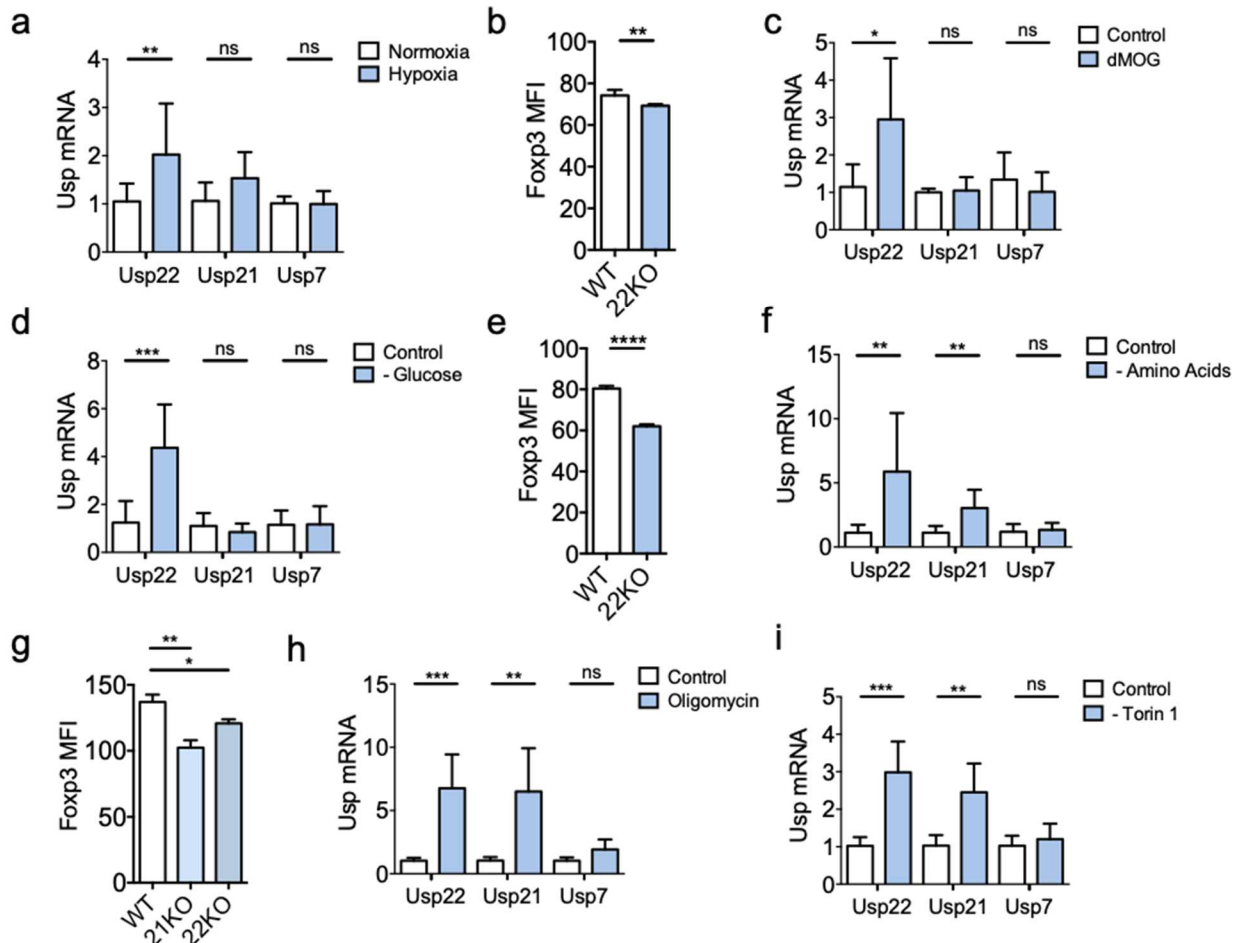 a
**
ns
ns
Normoxia
Hypoxia
Usp mRNA
4
3
2
1
0
Usp22
Usp21
Usp7
b
**
Foxp3 MFI
100
80
60
40
20
0
WT
22KO
c
*
ns
ns
Control
dMOG
Usp mRNA
5
4
3
2
1
0
Usp22
Usp21
Usp7
d
***
ns
ns
Control
- Glucose
Usp mRNA
8
6
4
2
0
Usp22
Usp21
Usp7
e
****
Foxp3 MFI
100
80
60
40
20
0
WT
22KO
f
**
**
ns
Control
- Amino Acids
Usp mRNA
15
10
5
0
Usp22
Usp21
Usp7
g
**
*
Foxp3 MFI
150
100
50
0
WT
21KO
22KO
h
***
**
ns
Control
Oligomycin
Usp mRNA
15
10
5
0
Usp22
Usp21
Usp7
i
***
**
ns
Control
- Torin 1
Usp mRNA
5
4
3
2
1
0
Usp22
Usp21
Usp7